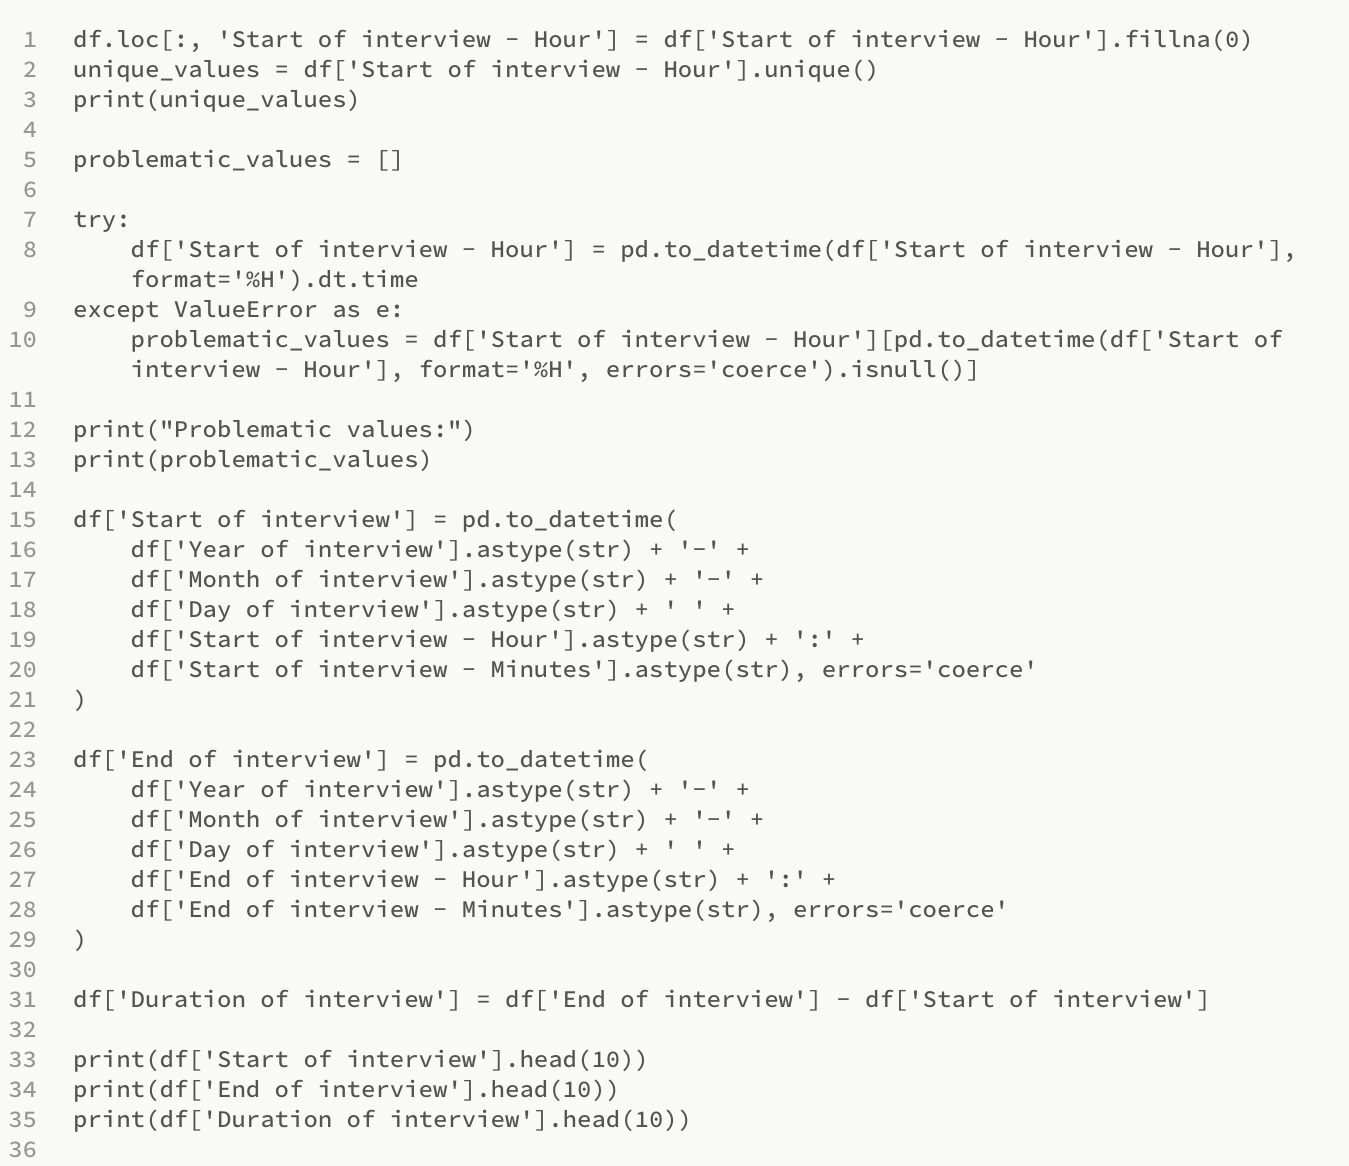 1 df.loc[:, 'Start of interview - Hour'] = df['Start of interview - Hour'].fillna(0)
2 unique_values = df['Start of interview - Hour'].unique()
3 print(unique_values)
4
5 problematic_values = []
6
7 try:
8     df['Start of interview - Hour'] = pd.to_datetime(df['Start of interview - Hour'],
    format='%H').dt.time
9 except ValueError as e:
10     problematic_values = df['Start of interview - Hour'][pd.to_datetime(df['Start of
    interview - Hour'], format='%H', errors='coerce').isnull()]
11
12 print("Problematic values:")
13 print(problematic_values)
14
15 df['Start of interview'] = pd.to_datetime(
16     df['Year of interview'].astype(str) + '-' +
17     df['Month of interview'].astype(str) + '-' +
18     df['Day of interview'].astype(str) + ' ' +
19     df['Start of interview - Hour'].astype(str) + ':' +
20     df['Start of interview - Minutes'].astype(str), errors='coerce'
21 )
22
23 df['End of interview'] = pd.to_datetime(
24     df['Year of interview'].astype(str) + '-' +
25     df['Month of interview'].astype(str) + '-' +
26     df['Day of interview'].astype(str) + ' ' +
27     df['End of interview - Hour'].astype(str) + ':' +
28     df['End of interview - Minutes'].astype(str), errors='coerce'
29 )
30
31 df['Duration of interview'] = df['End of interview'] - df['Start of interview']
32
33 print(df['Start of interview'].head(10))
34 print(df['End of interview'].head(10))
35 print(df['Duration of interview'].head(10))
36